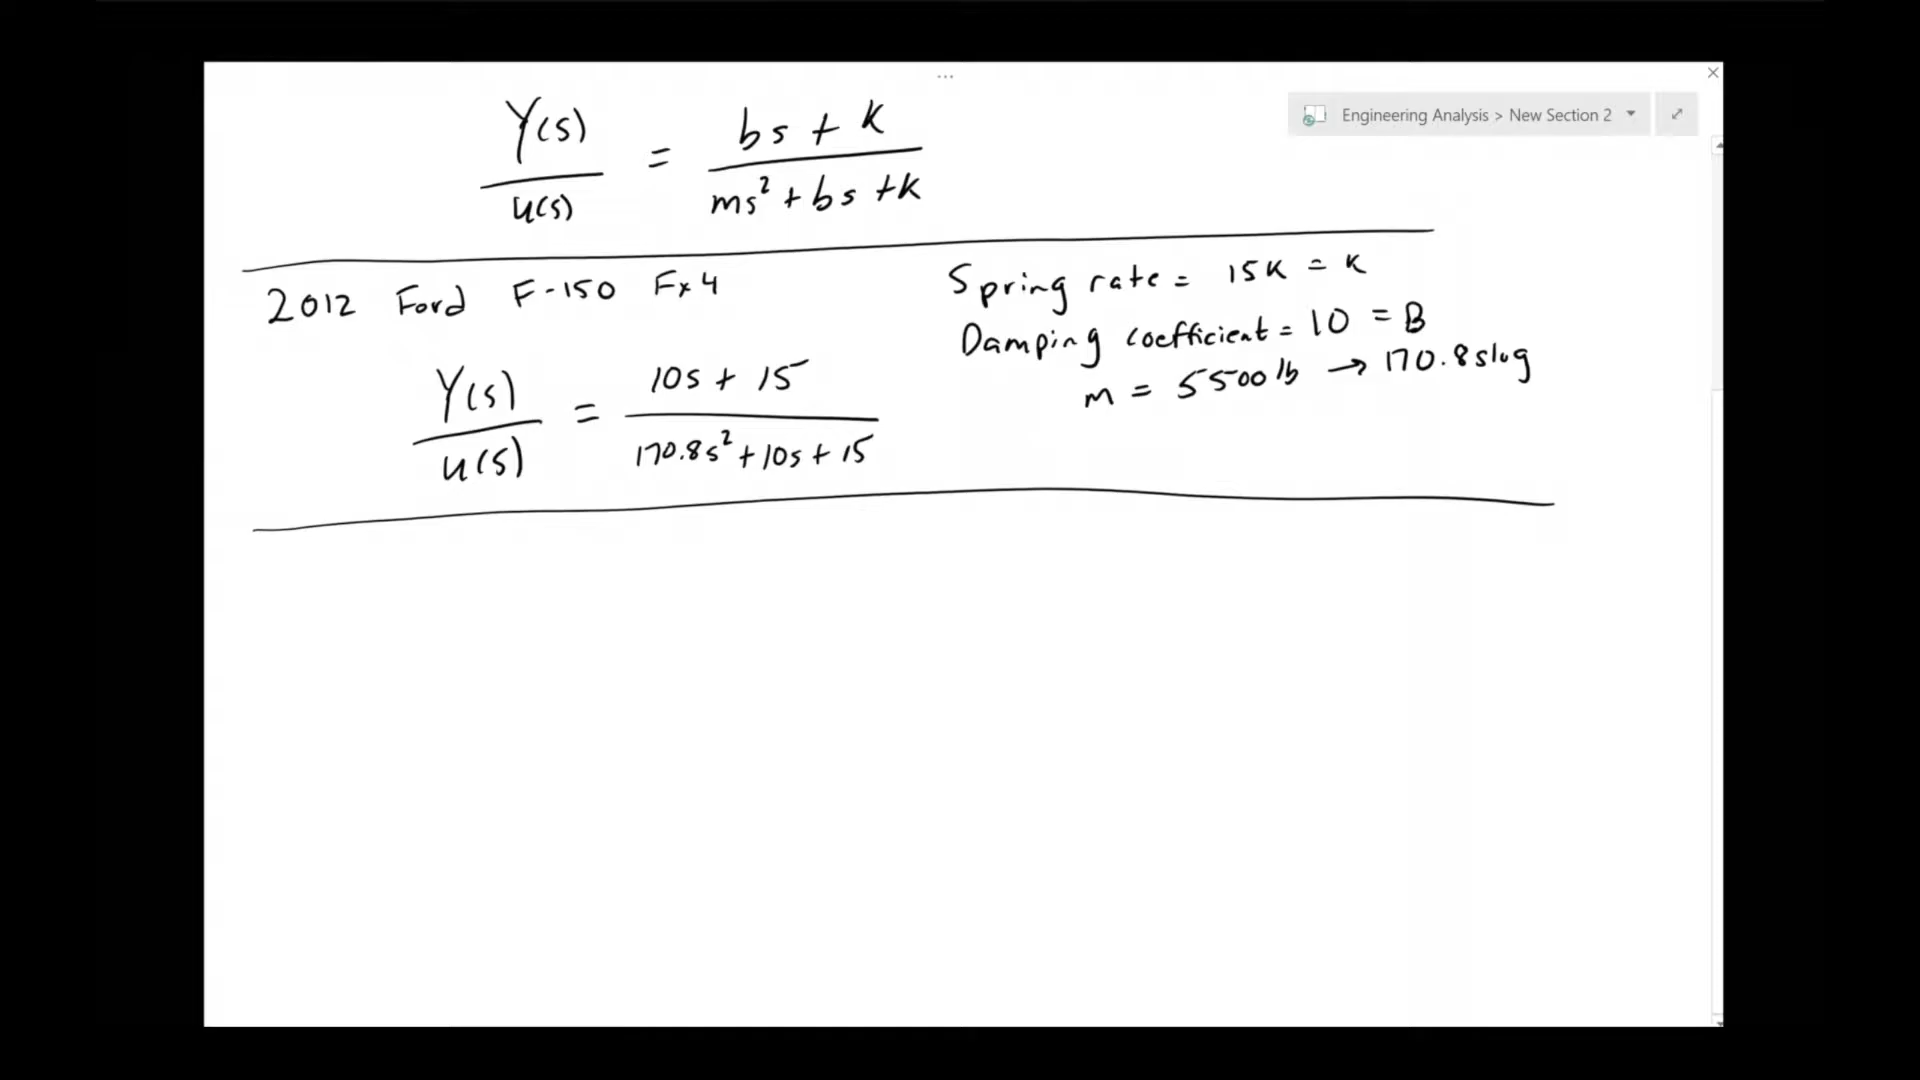 Engineering Analysis > New Section 2
Y(s)/u(s) = (bs + k)/(ms² + bs + k)
2012 Ford F-150 Fx4
Spring rate = 15K = K
Damping coefficient = 10 = B
m = 5500 lb → 170.8 slug
Y(s)/u(s) = (10s + 15)/(170.8s² + 10s + 15)